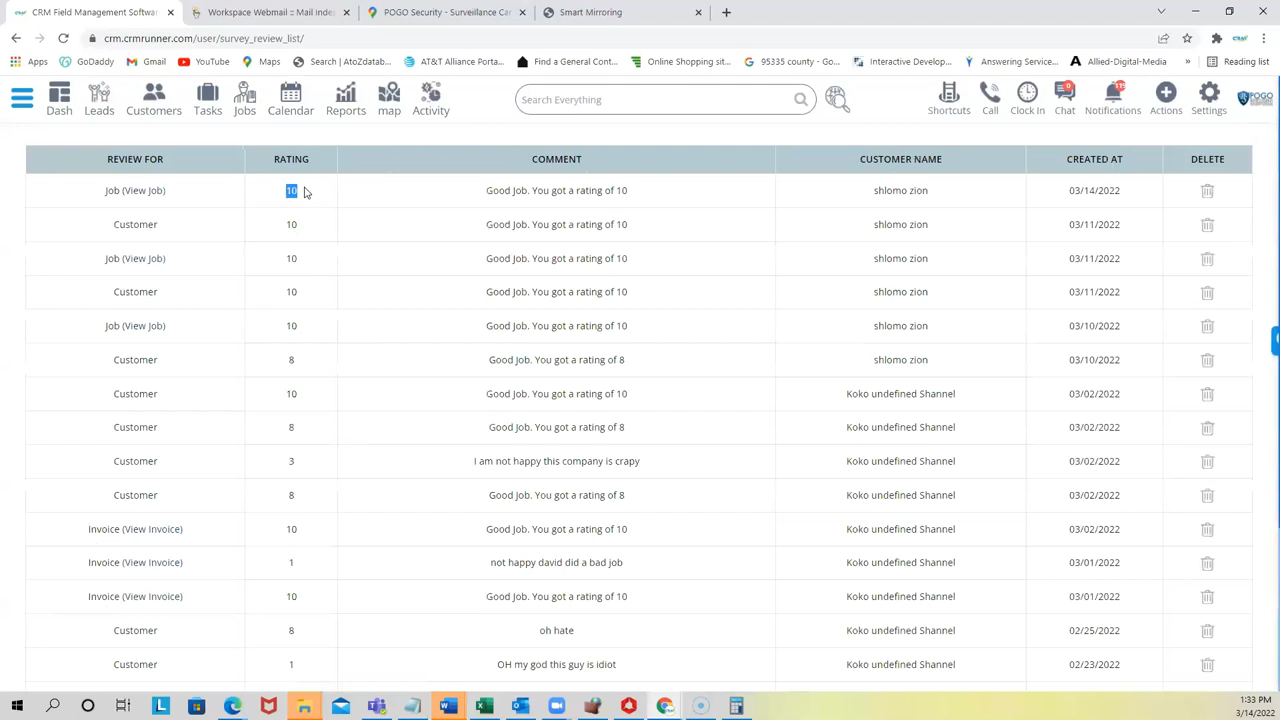 CRM Field Management Softwa
Workspace Webmail :: Mail Inde
POGO Security - Surveillance Ca
Smart Mirroring
crm.crmrunner.com/user/survey_review_list/
Apps GoDaddy Gmail YouTube Maps Search | AtoZdatab... AT&T Alliance Porta... Find a General Cont... Online Shopping sit... 95335 county - Go... Interactive Develop... Answering Service... Allied-Digital-Media » Reading list
Dash Leads Customers Tasks Jobs Calendar Reports map Activity
Search Everything
Shortcuts Call Clock In Chat 0 Notifications 115 Actions Settings POGO
REVIEW FOR RATING COMMENT CUSTOMER NAME CREATED AT DELETE
Job (View Job) 10 Good Job. You got a rating of 10 shlomo zion 03/14/2022
Customer 10 Good Job. You got a rating of 10 shlomo zion 03/11/2022
Job (View Job) 10 Good Job. You got a rating of 10 shlomo zion 03/11/2022
Customer 10 Good Job. You got a rating of 10 shlomo zion 03/11/2022
Job (View Job) 10 Good Job. You got a rating of 10 shlomo zion 03/10/2022
Customer 8 Good Job. You got a rating of 8 shlomo zion 03/10/2022
Customer 10 Good Job. You got a rating of 10 Koko undefined Shannel 03/02/2022
Customer 8 Good Job. You got a rating of 8 Koko undefined Shannel 03/02/2022
Customer 3 I am not happy this company is crapy Koko undefined Shannel 03/02/2022
Customer 8 Good Job. You got a rating of 8 Koko undefined Shannel 03/02/2022
Invoice (View Invoice) 10 Good Job. You got a rating of 10 Koko undefined Shannel 03/02/2022
Invoice (View Invoice) 1 not happy david did a bad job Koko undefined Shannel 03/01/2022
Invoice (View Invoice) 10 Good Job. You got a rating of 10 Koko undefined Shannel 03/01/2022
Customer 8 oh hate Koko undefined Shannel 02/25/2022
Customer 1 OH my god this guy is idiot Koko undefined Shannel 02/23/2022
1:33 PM
3/14/2022